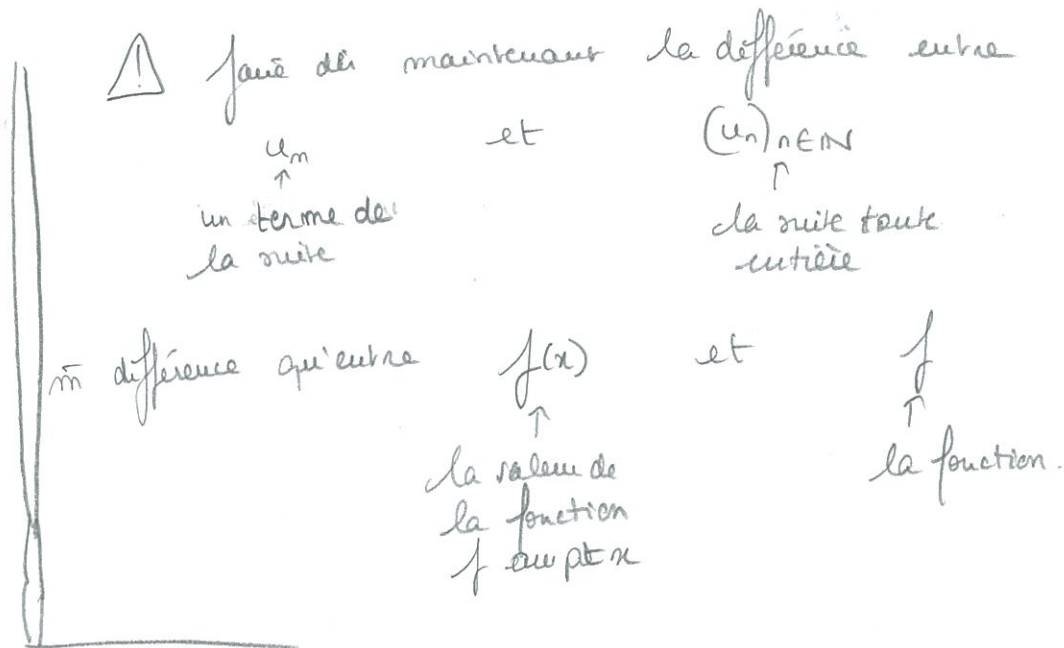 ⚠ faire dès maintenant la différence entre
u_n et (u_n)_{n∈ℕ}
↑ ↑
un terme de la suite toute
la suite entière
m̄ différence qu'entre f(x) et f
↑ ↑
la valeur de la fonction.
la fonction
f au pt x